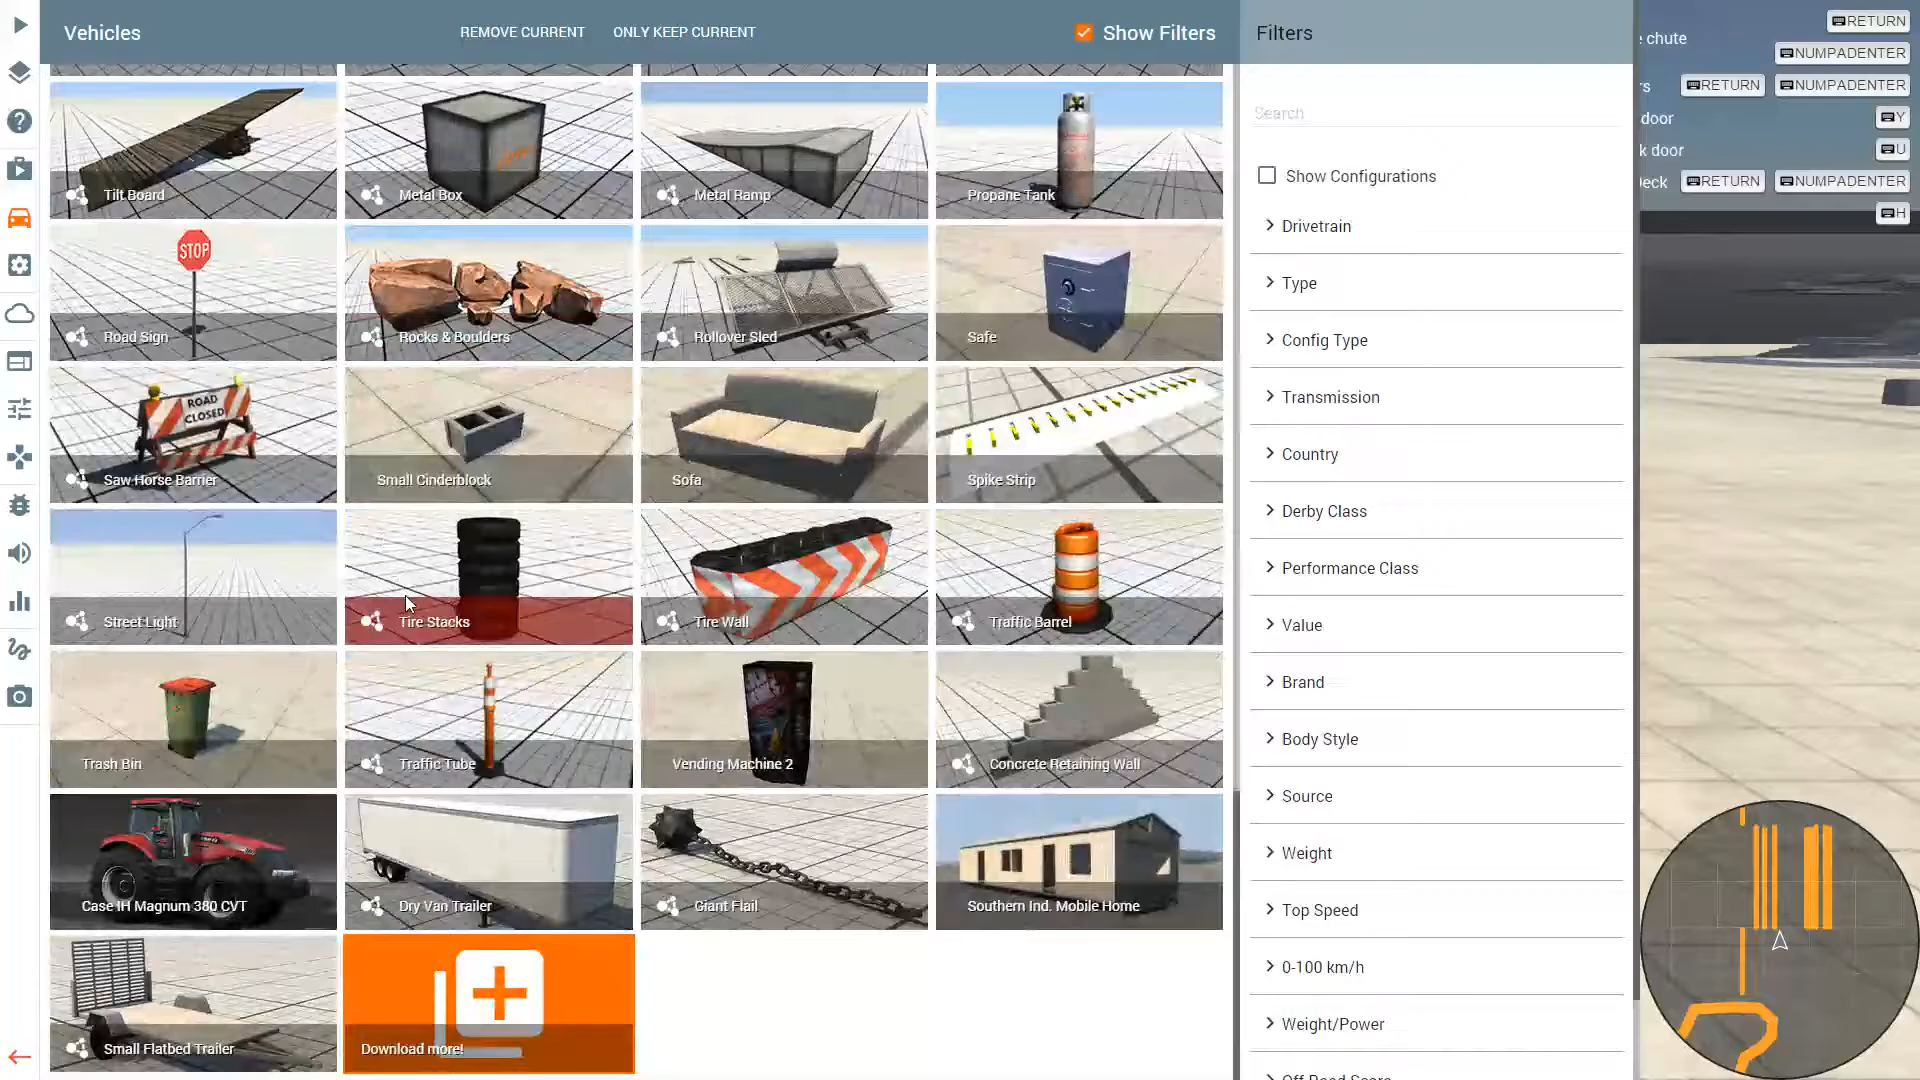 Vehicles
REMOVE CURRENT
ONLY KEEP CURRENT
Show Filters
Filters
Tilt Board
Metal Box
Metal Ramp
Propane Tank
STOP
Road Sign
Rocks & Boulders
Rollover Sled
Safe
ROAD
CLOSED
Saw Horse Barrier
Small Cinderblock
Sofa
Spike Strip
Street Light
Tire Stacks
Tire Wall
Traffic Barrel
Trash Bin
Traffic Tube
Vending Machine 2
Concrete Retaining Wall
Case IH Magnum 380 CVT
Dry Van Trailer
Giant Flail
Southern Ind. Mobile Home
Small Flatbed Trailer
Download more!
Search
Show Configurations
Drivetrain
Type
Config Type
Transmission
Country
Derby Class
Performance Class
Value
Brand
Body Style
Source
Weight
Top Speed
0-100 km/h
Weight/Power
Off-Road Score
RETURN
e chute
NUMPADENTER
rs RETURN NUMPADENTER
door Y
k door U
deck RETURN NUMPADENTER
H